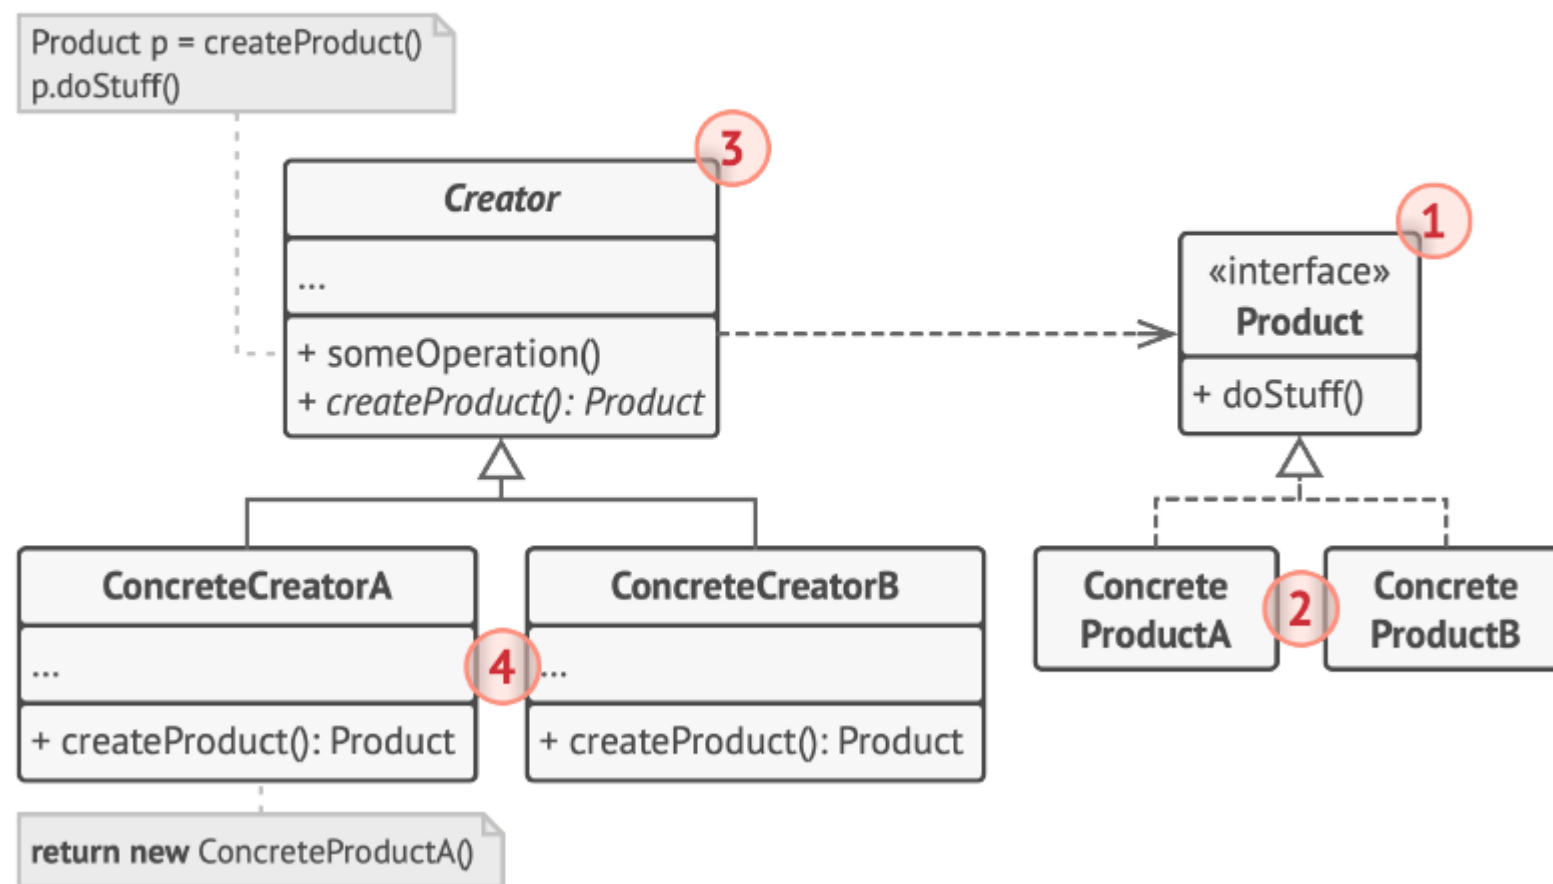 Product p = createProduct()
p.doStuff()
3
Creator
...
+ someOperation()
+ createProduct(): Product
1
«interface»
Product
+ doStuff()
ConcreteCreatorA
...
+ createProduct(): Product
4
ConcreteCreatorB
...
+ createProduct(): Product
Concrete
ProductA
2
Concrete
ProductB
return new ConcreteProductA()